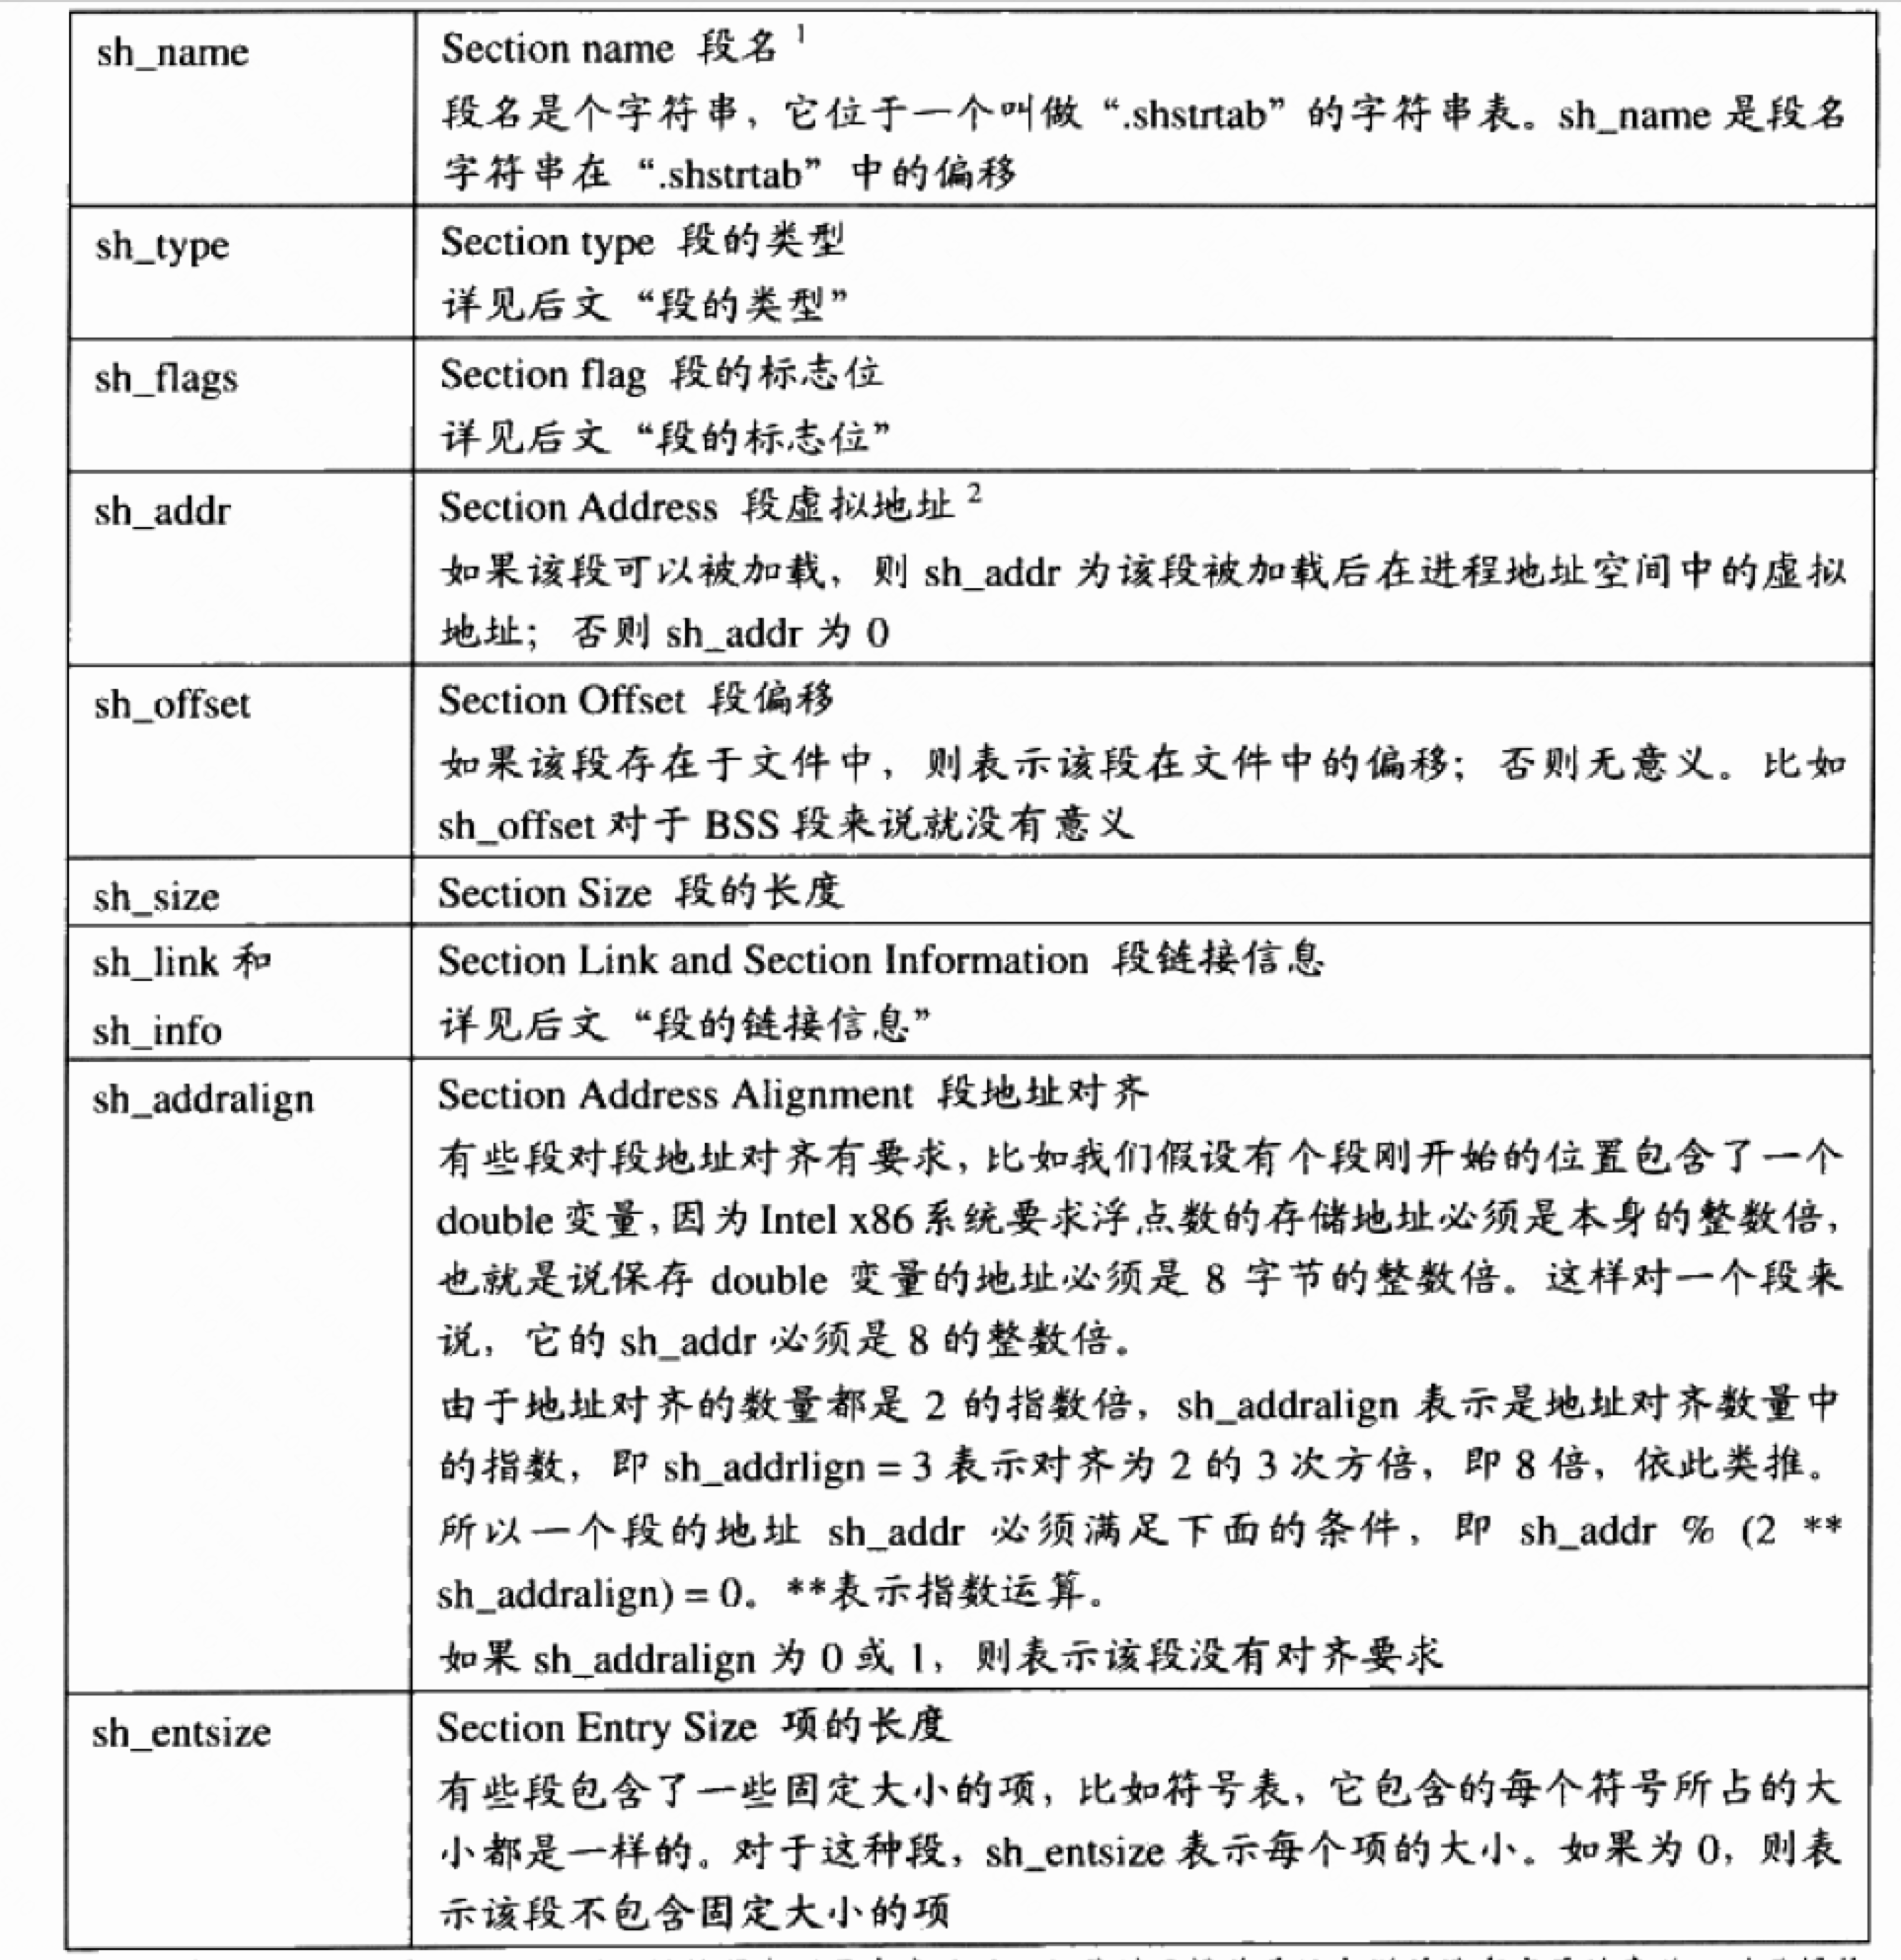 sh_name
Section name 段名 1
段名是个字符串，它位于一个叫做“.shstrtab”的字符串表。sh_name 是段名
字符串在“.shstrtab”中的偏移
sh_type
Section type 段的类型
详见后文“段的类型”
sh_flags
Section flag 段的标志位
详见后文“段的标志位”
sh_addr
Section Address 段虚拟地址 2
如果该段可以被加载，则 sh_addr 为该段被加载后在进程地址空间中的虚拟
地址；否则 sh_addr 为 0
sh_offset
Section Offset 段偏移
如果该段存在于文件中，则表示该段在文件中的偏移；否则无意义。比如
sh_offset 对于 BSS 段来说就没有意义
sh_size
Section Size 段的长度
sh_link 和
sh_info
Section Link and Section Information 段链接信息
详见后文“段的链接信息”
sh_addralign
Section Address Alignment 段地址对齐
有些段对段地址对齐有要求，比如我们假设有个段刚开始的位置包含了一个
double 变量，因为 Intel x86 系统要求浮点数的存储地址必须是本身的整数倍，
也就是说保存 double 变量的地址必须是 8 字节的整数倍。这样对一个段来
说，它的 sh_addr 必须是 8 的整数倍。
由于地址对齐的数量都是 2 的指数倍，sh_addralign 表示是地址对齐数量中
的指数，即 sh_addrlign = 3 表示对齐为 2 的 3 次方倍，即 8 倍，依此类推。
所以一个段的地址 sh_addr 必须满足下面的条件，即 sh_addr % (2 **
sh_addralign) = 0。**表示指数运算。
如果 sh_addralign 为 0 或 1，则表示该段没有对齐要求
sh_entsize
Section Entry Size 项的长度
有些段包含了一些固定大小的项，比如符号表，它包含的每个符号所占的大
小都是一样的。对于这种段，sh_entsize 表示每个项的大小。如果为 0，则表
示该段不包含固定大小的项